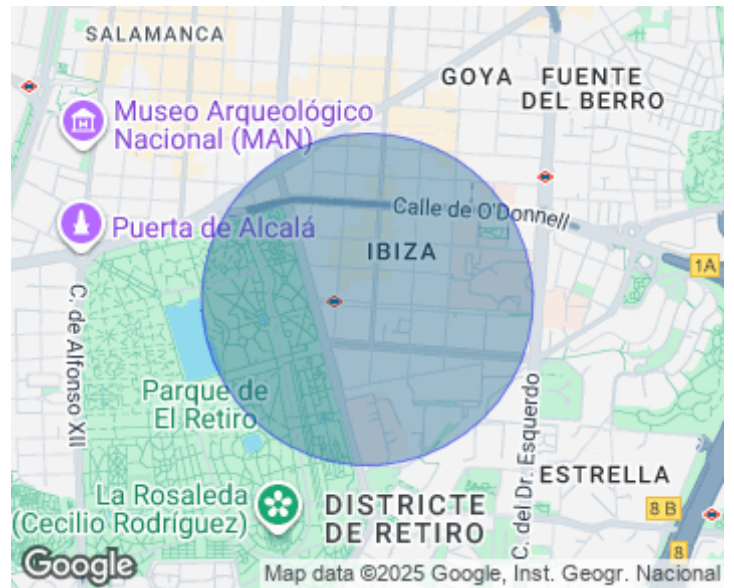 SALAMANCA
GOYA
FUENTE
DEL BERRO
Museo Arqueológico
Nacional (MAN)
Calle de O'Donnell
Puerta de Alcalá
IBIZA
1A
C. de Alfonso XII
Parque de
El Retiro
C. del Dr. Esquerdo
ESTRELLA
La Rosaleda
(Cecilio Rodríguez)
DISTRICTE
DE RETIRO
8 B
8
Google
Map data ©2025 Google, Inst. Geogr. Nacional